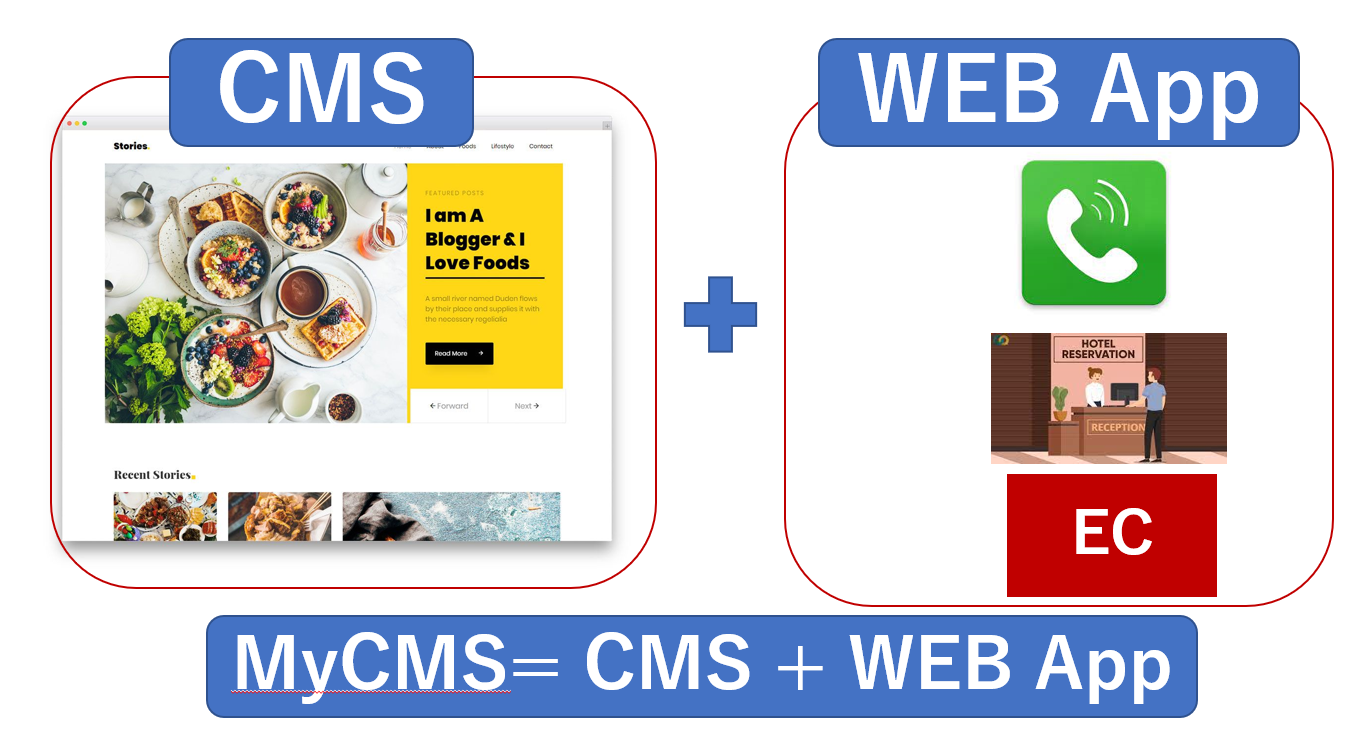 CMS
WEB App
Stories.
Foods Lifestyle Contact
FEATURED POSTS
I am A
Blogger & I
Love Foods
A small river named Duden flows
by their place and supplies it with
the necessary regelialia
Read More →
← Forward
Next →
Recent Stories.
HOTEL
RESERVATION
RECEPTION
EC
MyCMS= CMS + WEB App